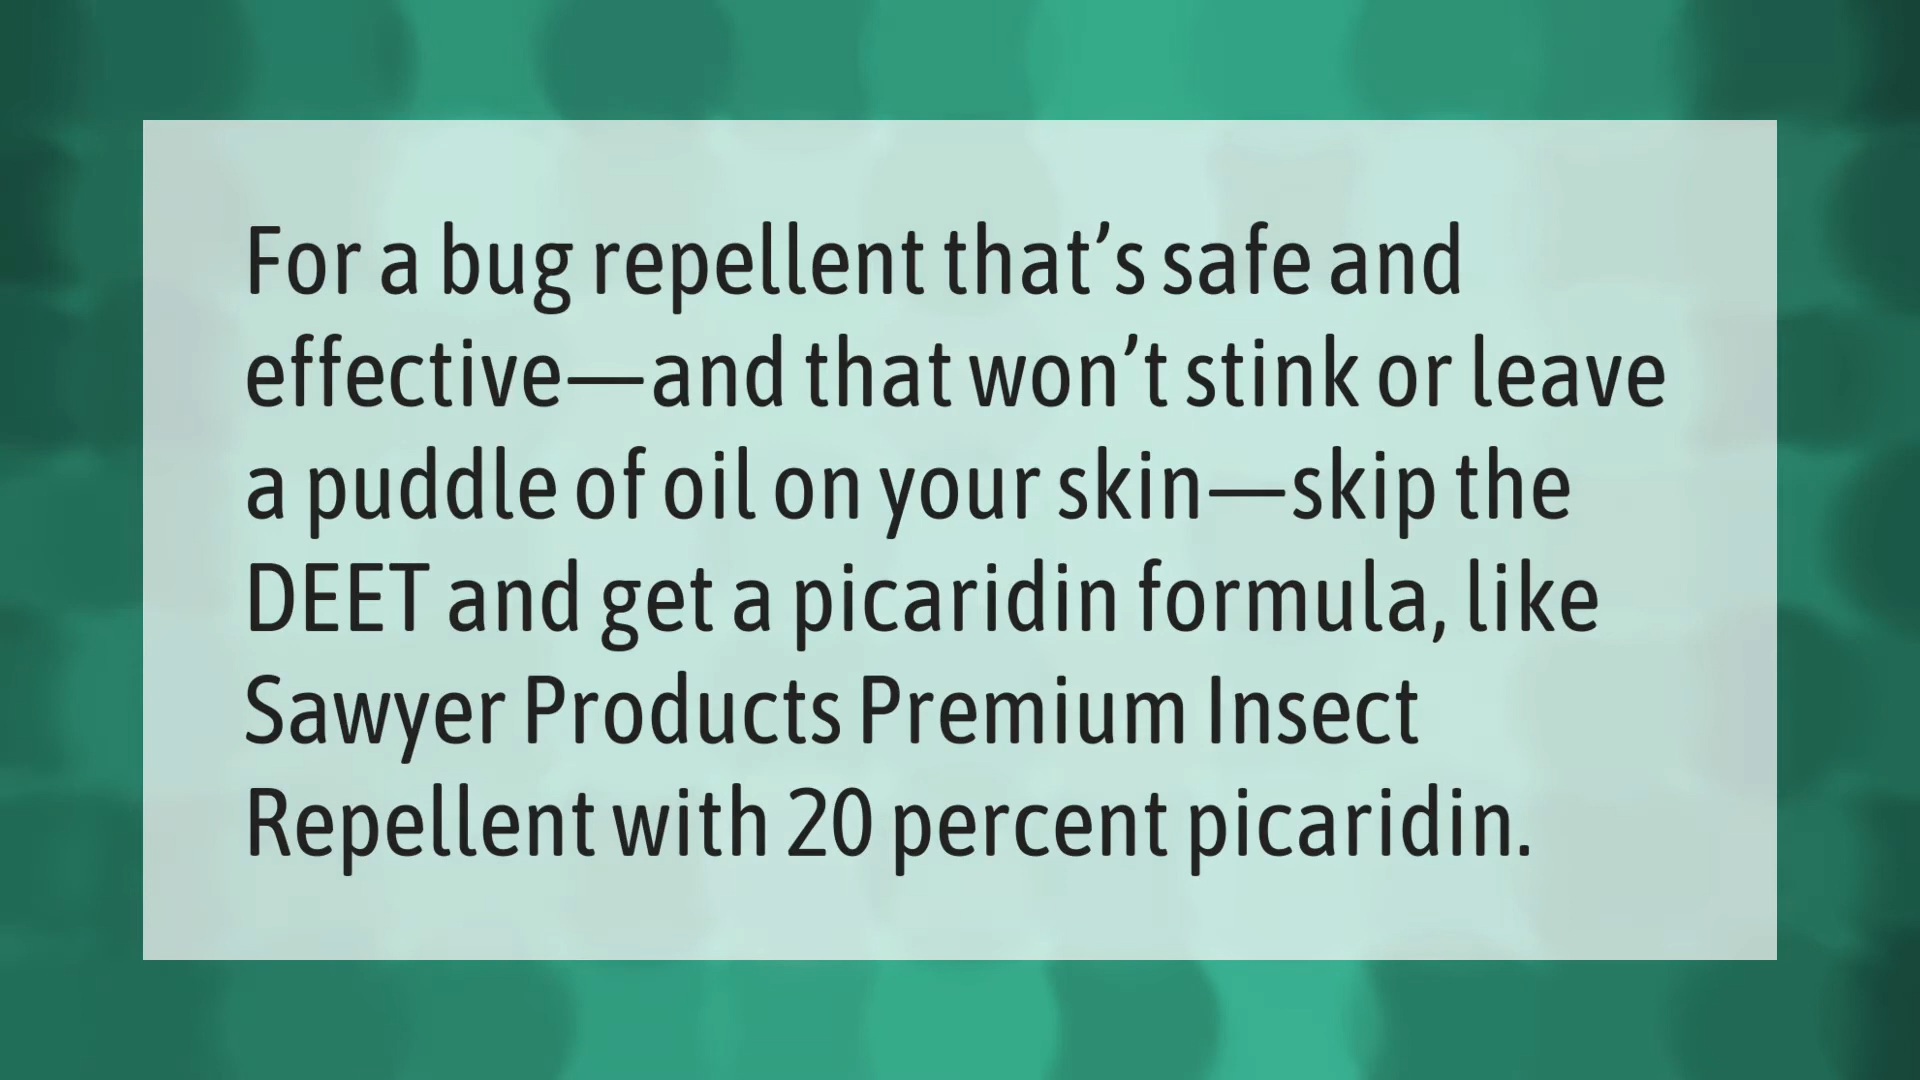 For a bug repellent that’s safe and
effective—and that won’t stink or leave
a puddle of oil on your skin—skip the
DEET and get a picaridin formula, like
Sawyer Products Premium Insect
Repellent with 20 percent picaridin.